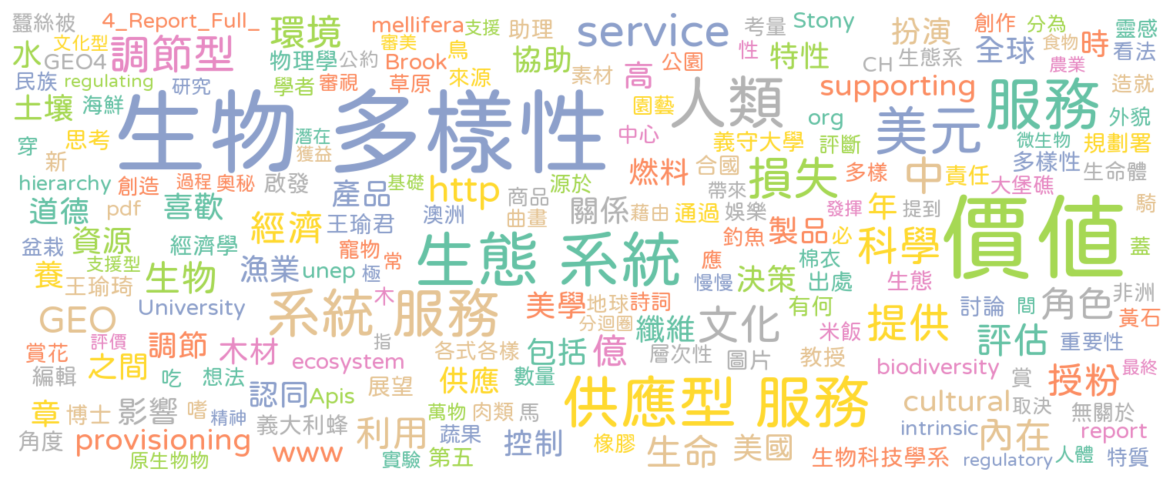 蠶絲被 4_Report_Full_ 環境 mellifera 支援 助理 service 考量 Stony 扮演 創作 分為 靈感
水 文化型 調節型 物理學 公約 審美 鳥 協助 性 特性 生態系 全球 食物 時 看法
GEO4 Brook 來源 素材 高 公園 CH 農業
民族 regulating 研究 學者 審視 草原 人類 supporting 服務 造就
土壤 海鮮 生物 多樣性 園藝 org 美元 外貌
穿 思考 潛在 中心 義守大學 評斷 微生物 規劃署
新 獲益 燃料 合國 損失 多樣 中 多樣性 生命體
hierarchy 創造 過程 奧秘 啟發 產品 基礎 http 商品 源於 帶來 責任 大堡礁 騎
道德 pdf 喜歡 經濟 王瑜君 澳洲 曲畫 關係 藉由 通過 娛樂 發揮 年 提到 價值
盆栽 資源 經濟學 寵物 常 生態 系統 釣魚 製品 必 科學 蓋
養 支援型 生物 漁業 unep 極 應 棉衣
王瑜琦 木 慢慢 決策 出處 生態 非洲
University 系統 服務 美學 地球 詩詞 有何 討論 間 角色 黃石
評價 指 分迴圈 纖維 文化 米飯 提供 評估 重要性
賞花 調節 木材 ecosystem 各式各樣 包括 億 層次性 圖片 教授 biodiversity 授粉 最終
編輯 之間 吃 想法 認同 Apis 展望 供應 數量 供應型 服務 賞
章 博士 影響 嗜 精神 萬物 肉類 馬 cultural 取決 無關於
角度 provisioning 義大利蜂 利用 蔬果 控制 橡膠 生命 美國 intrinsic 內在 report
原生物物 www 實驗 第五 生物科技學系 regulatory 人體 特質